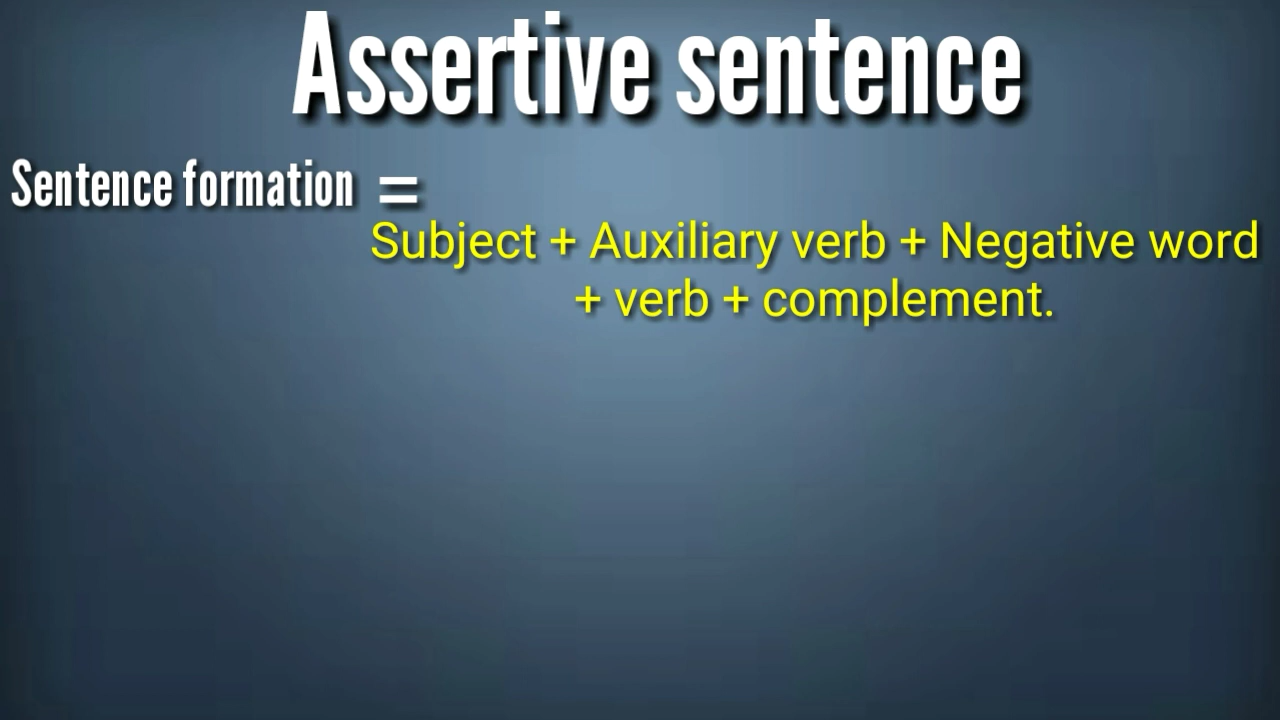 Assertive sentence
Sentence formation =
Subject + Auxiliary verb + Negative word
+ verb + complement.